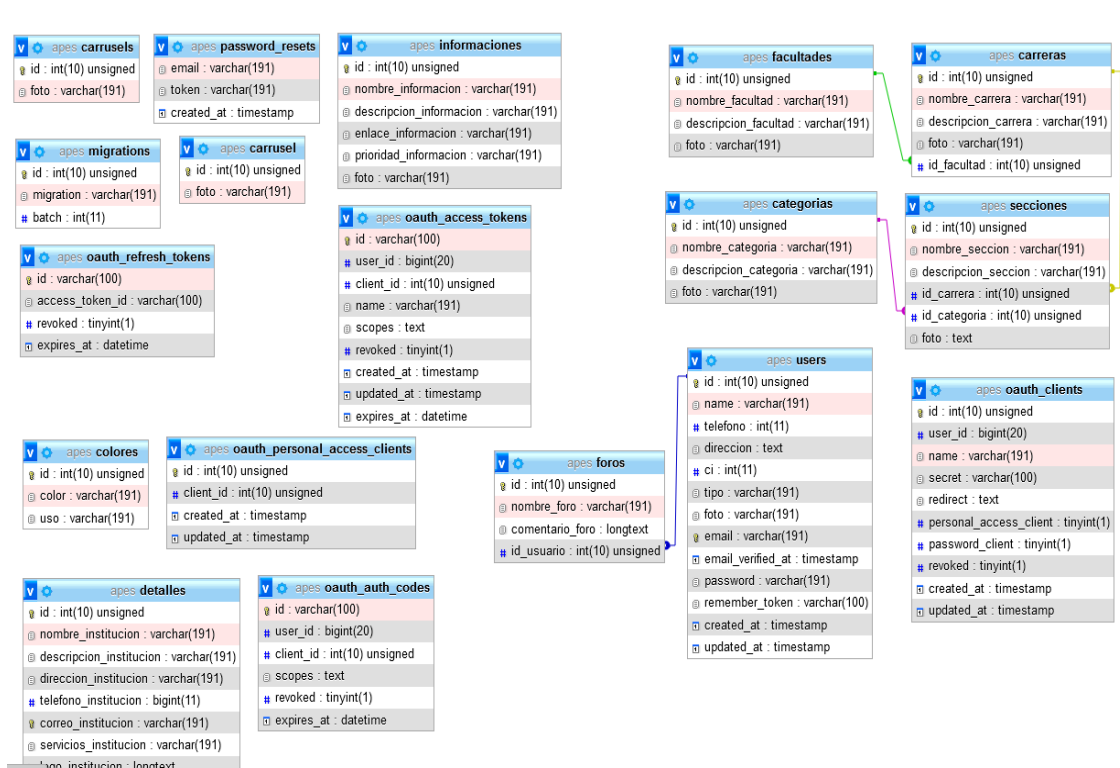 apes carrusels
id : int(10) unsigned
foto : varchar(191)
apes password_resets
email : varchar(191)
token : varchar(191)
created_at : timestamp
apes informaciones
id : int(10) unsigned
nombre_informacion : varchar(191)
descripcion_informacion : varchar(191)
enlace_informacion : varchar(191)
prioridad_informacion : varchar(191)
foto : varchar(191)
apes facultades
id : int(10) unsigned
nombre_facultad : varchar(191)
descripcion_facultad : varchar(191)
foto : varchar(191)
apes carreras
id : int(10) unsigned
nombre_carrera : varchar(191)
descripcion_carrera : varchar(191)
foto : varchar(191)
id_facultad : int(10) unsigned
apes migrations
id : int(10) unsigned
migration : varchar(191)
batch : int(11)
apes carrusel
id : int(10) unsigned
foto : varchar(191)
apes categorias
id : int(10) unsigned
nombre_categoria : varchar(191)
descripcion_categoria : varchar(191)
foto : varchar(191)
apes secciones
id : int(10) unsigned
nombre_seccion : varchar(191)
descripcion_seccion : varchar(191)
id_carrera : int(10) unsigned
id_categoria : int(10) unsigned
foto : text
apes oauth_refresh_tokens
id : varchar(100)
access_token_id : varchar(100)
revoked : tinyint(1)
expires_at : datetime
apes oauth_access_tokens
id : varchar(100)
user_id : bigint(20)
client_id : int(10) unsigned
name : varchar(191)
scopes : text
revoked : tinyint(1)
created_at : timestamp
updated_at : timestamp
expires_at : datetime
apes users
id : int(10) unsigned
name : varchar(191)
telefono : int(11)
direccion : text
ci : int(11)
tipo : varchar(191)
foto : varchar(191)
email : varchar(191)
email_verified_at : timestamp
password : varchar(191)
remember_token : varchar(100)
created_at : timestamp
updated_at : timestamp
apes oauth_clients
id : int(10) unsigned
user_id : bigint(20)
name : varchar(191)
secret : varchar(100)
redirect : text
personal_access_client : tinyint(1)
password_client : tinyint(1)
revoked : tinyint(1)
created_at : timestamp
updated_at : timestamp
apes colores
id : int(10) unsigned
color : varchar(191)
uso : varchar(191)
apes oauth_personal_access_clients
id : int(10) unsigned
client_id : int(10) unsigned
created_at : timestamp
updated_at : timestamp
apes foros
id : int(10) unsigned
nombre_foro : varchar(191)
comentario_foro : longtext
id_usuario : int(10) unsigned
apes detalles
id : int(10) unsigned
nombre_institucion : varchar(191)
descripcion_institucion : varchar(191)
direccion_institucion : varchar(191)
telefono_institucion : bigint(11)
correo_institucion : varchar(191)
servicios_institucion : varchar(191)
logo_institucion : longtext
apes oauth_auth_codes
id : varchar(100)
user_id : bigint(20)
client_id : int(10) unsigned
scopes : text
revoked : tinyint(1)
expires_at : datetime